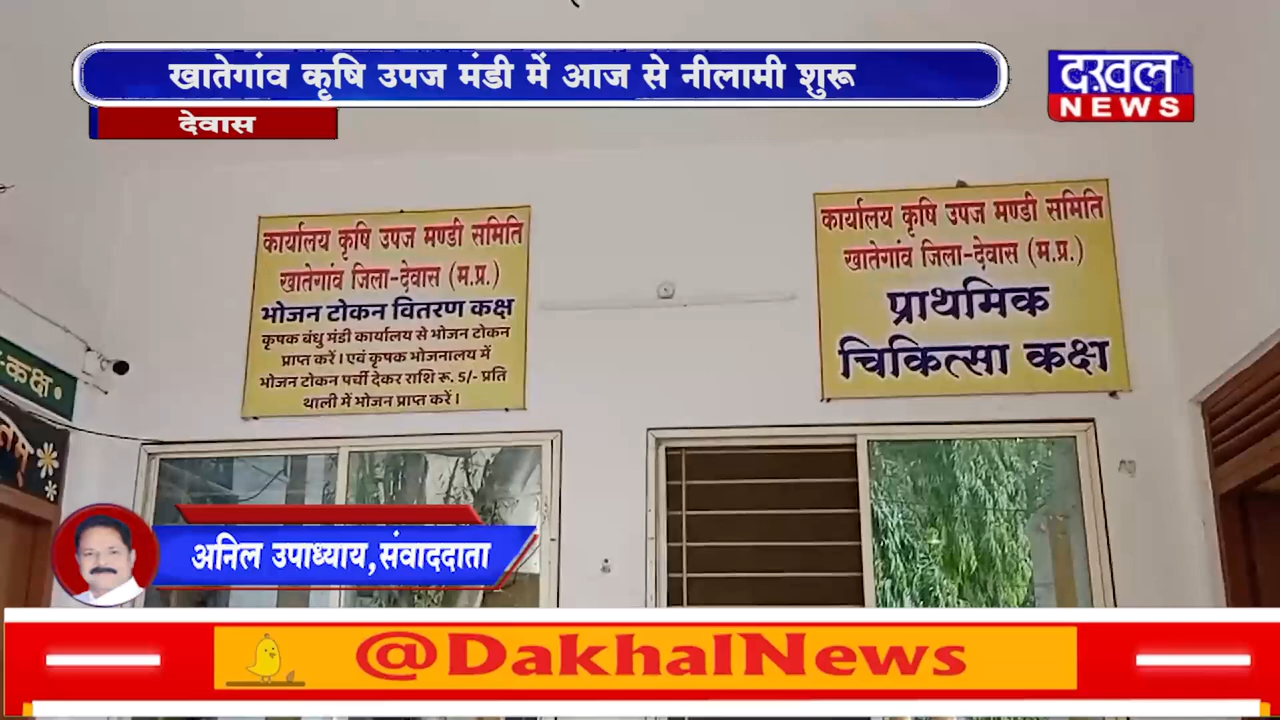 खातेगांव कृषि उपज मंडी में आज से नीलामी शुरू
देवास
दख़ल
NEWS
कार्यालय कृषि उपज मण्डी समिति
खातेगांव जिला-देवास (म.प्र.)
भोजन टोकन वितरण कक्ष
कृषक बंधु मंडी कार्यालय से भोजन टोकन
प्राप्त करें । एवं कृषक भोजनालय में
भोजन टोकन पर्ची देकर राशि रू. 5/- प्रति
थाली में भोजन प्राप्त करें ।
कार्यालय कृषि उपज मण्डी समिति
खातेगांव जिला-देवास (म.प्र.)
प्राथमिक
चिकित्सा कक्ष
-कक्ष
अनिल उपाध्याय,संवाददाता
@DakhalNews